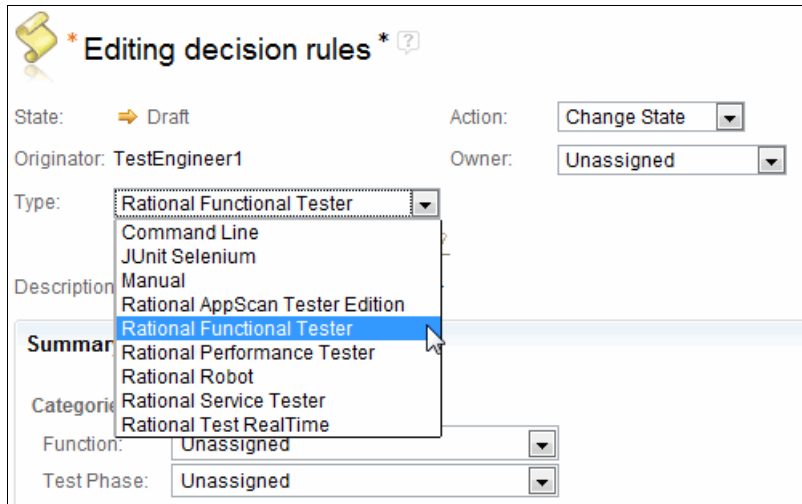 * Editing decision rules * ?
State: Draft Action: Change State
Originator: TestEngineer1 Owner: Unassigned
Type: Rational Functional Tester
Command Line
JUnit Selenium
Manual
Description
Rational AppScan Tester Edition
Rational Functional Tester
Summar
Rational Performance Tester
Rational Robot
Categorie
Rational Service Tester
Rational Test RealTime
Function: Unassigned
Test Phase: Unassigned